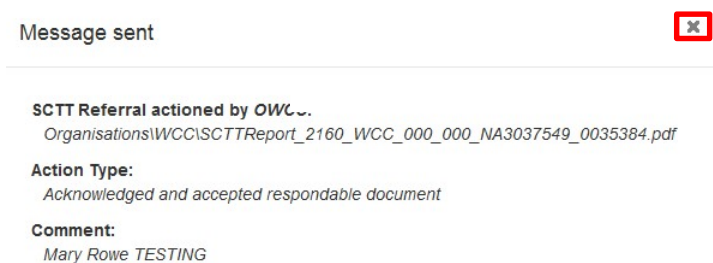 Message sent
SCTT Referral actioned by
Organisations\WCC\SCTTReport_2160_WCC_000_000_NA3037549_0035384.pdf
Action Type:
Acknowledged and accepted respondable document
Comment:
Mary Rowe TESTING